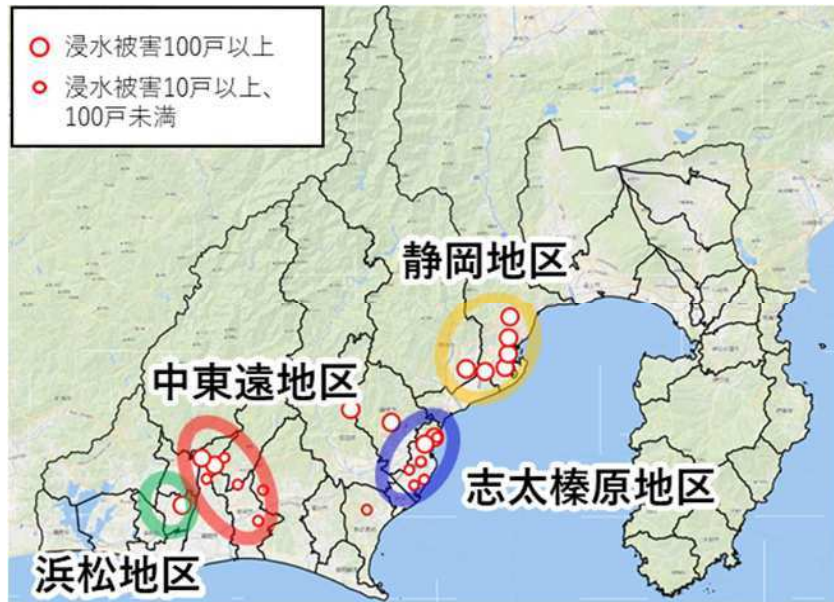 浸水被害100戸以上
浸水被害10戸以上、
100戸未満
静岡地区
中東遠地区
志太榛原地区
浜松地区